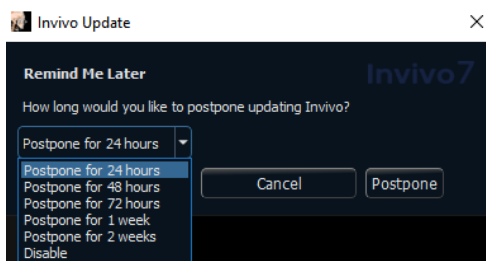 Invivo Update
Remind Me Later
Invivo7
How long would you like to postpone updating Invivo?
Postpone for 24 hours
Postpone for 24 hours
Postpone for 48 hours
Postpone for 72 hours
Postpone for 1 week
Postpone for 2 weeks
Disable
Cancel
Postpone